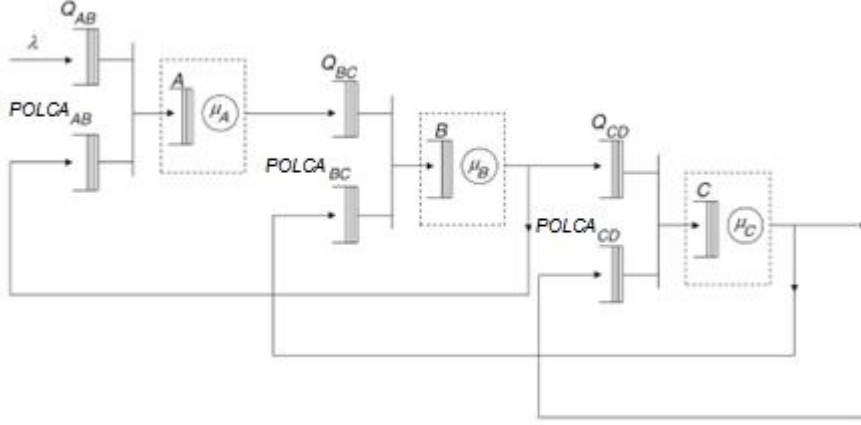 Q_AB
λ
A
μ_A
POLCA_AB
Q_BC
B
μ_B
POLCA_BC
Q_CD
C
μ_C
POLCA_CD